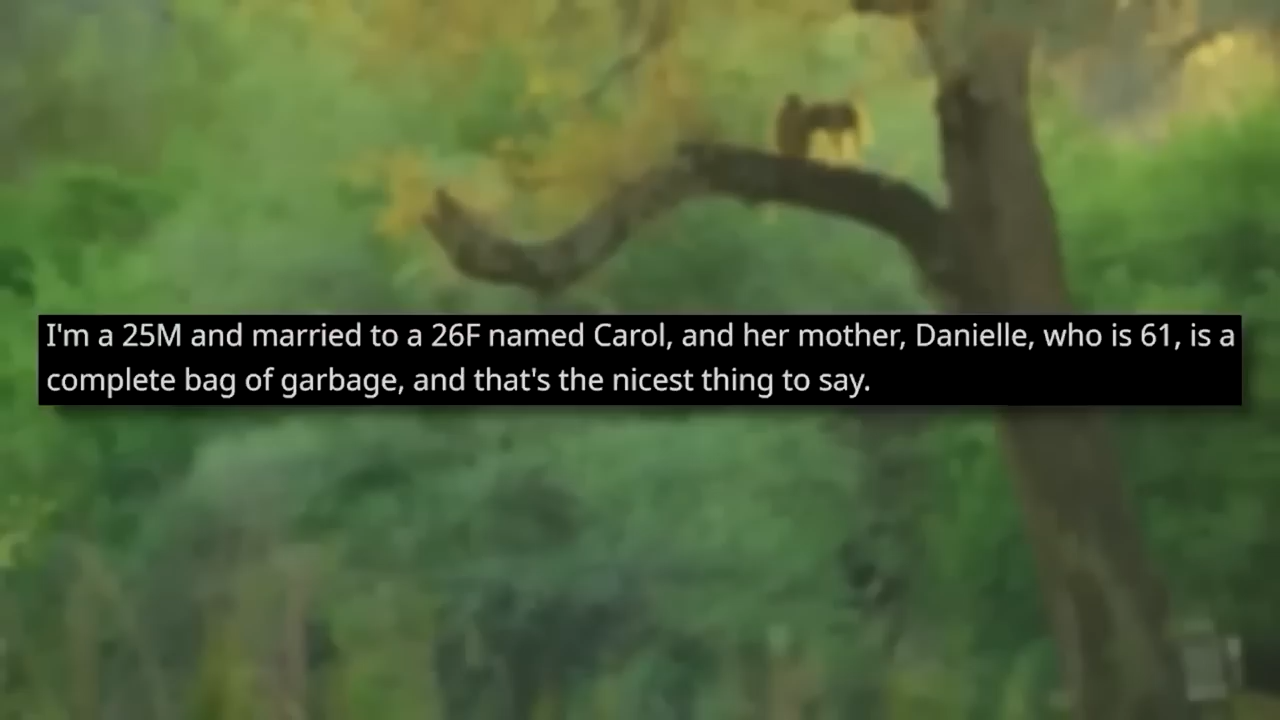 I'm a 25M and married to a 26F named Carol, and her mother, Danielle, who is 61, is a
complete bag of garbage, and that's the nicest thing to say.